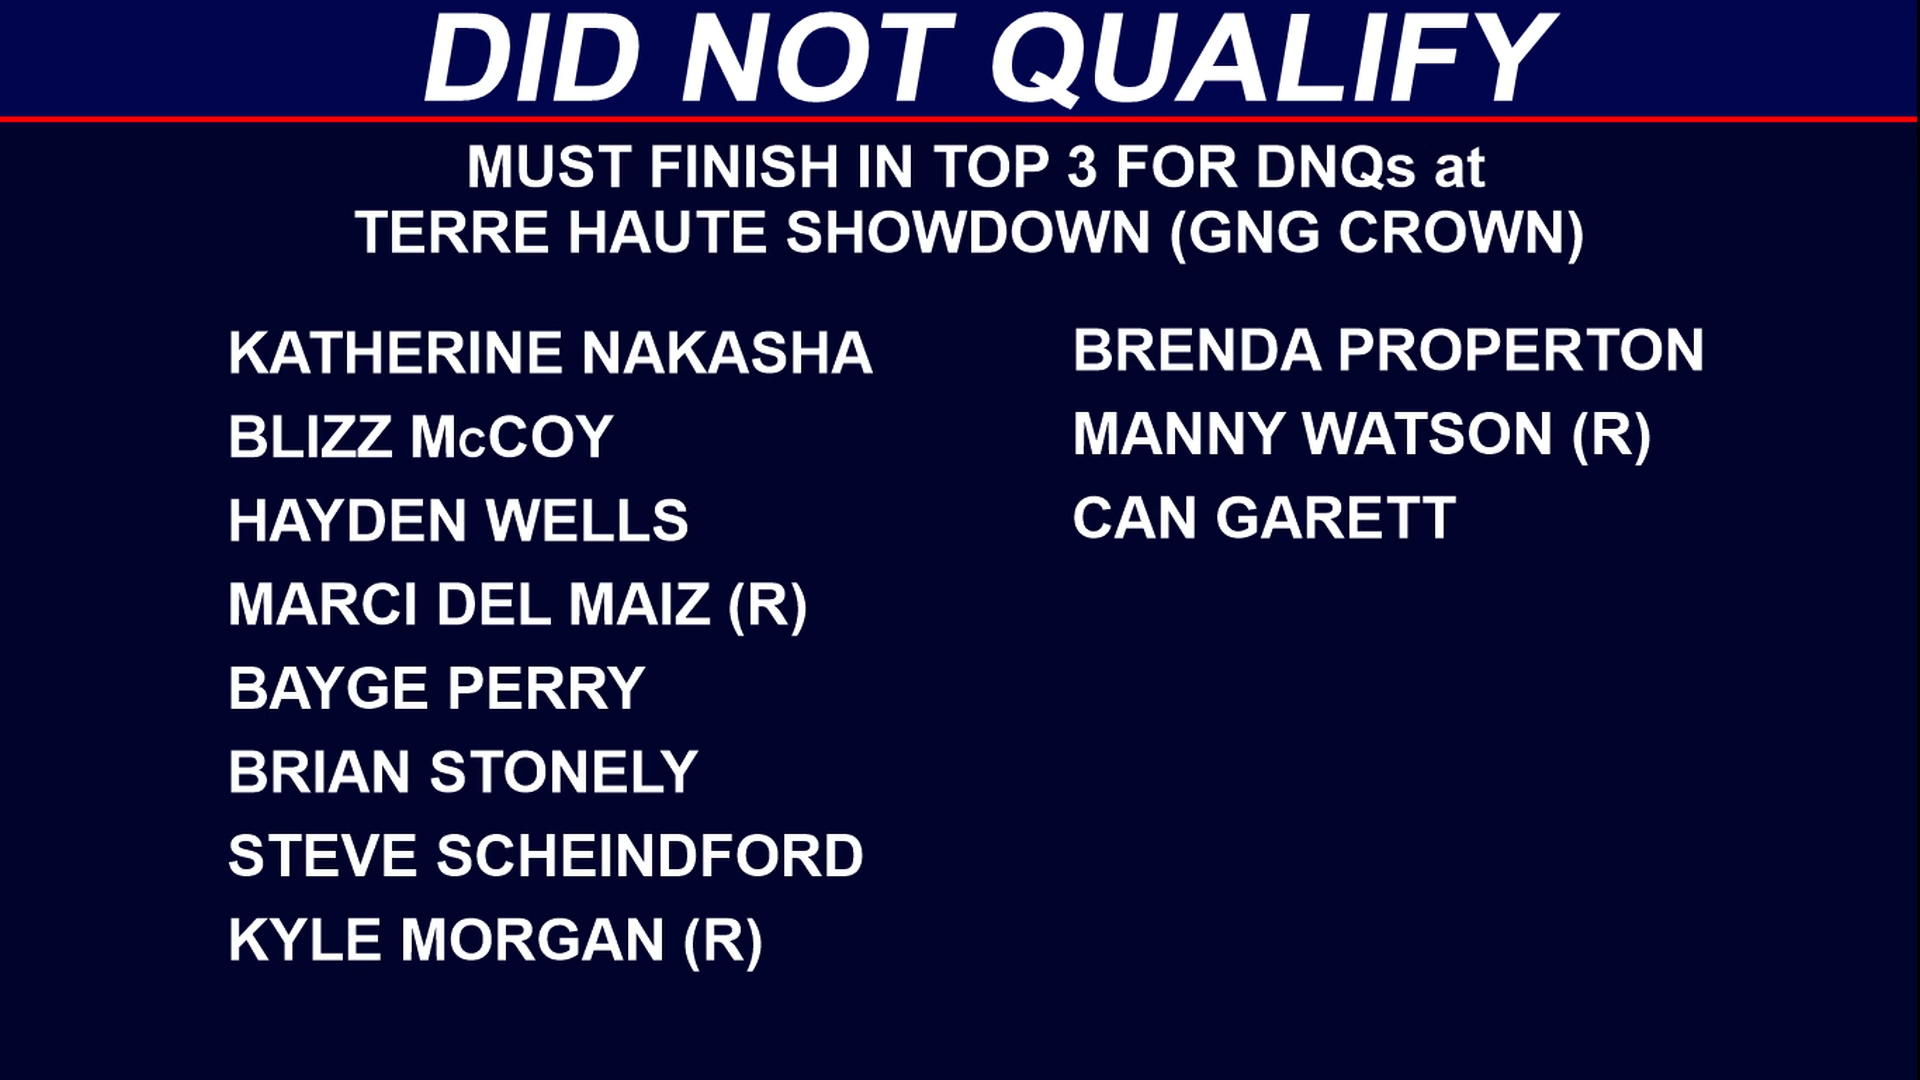 DID NOT QUALIFY
MUST FINISH IN TOP 3 FOR DNQs at
TERRE HAUTE SHOWDOWN (GNG CROWN)
KATHERINE NAKASHA
BLIZZ McCOY
HAYDEN WELLS
MARCI DEL MAIZ (R)
BAYGE PERRY
BRIAN STONELY
STEVE SCHEINDFORD
KYLE MORGAN (R)
BRENDA PROPERTON
MANNY WATSON (R)
CAN GARETT